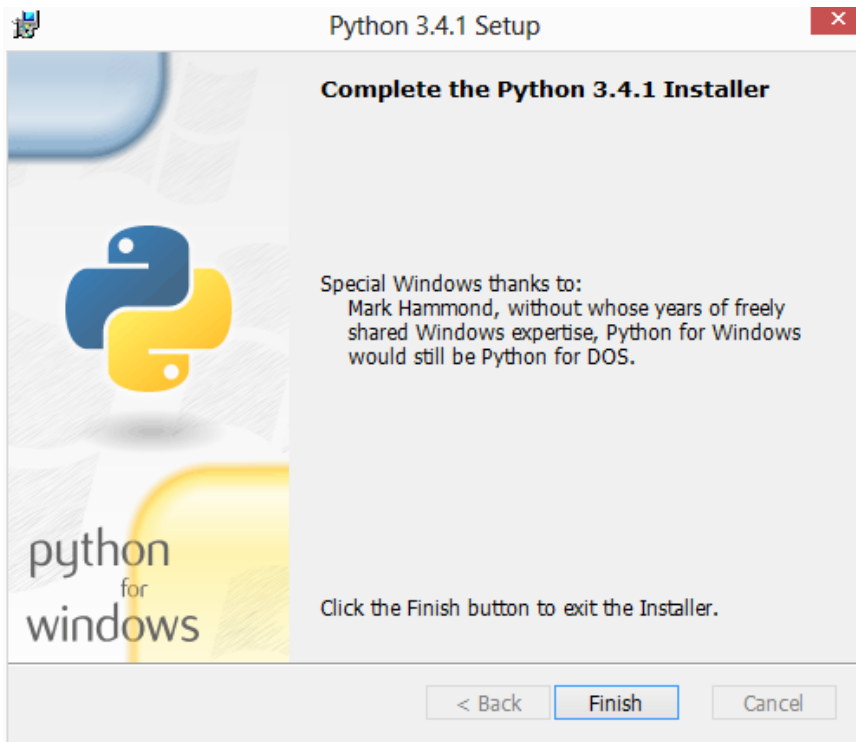 Python 3.4.1 Setup
Complete the Python 3.4.1 Installer
Special Windows thanks to:
Mark Hammond, without whose years of freely
shared Windows expertise, Python for Windows
would still be Python for DOS.
python
for
windows
Click the Finish button to exit the Installer.
< Back
Finish
Cancel